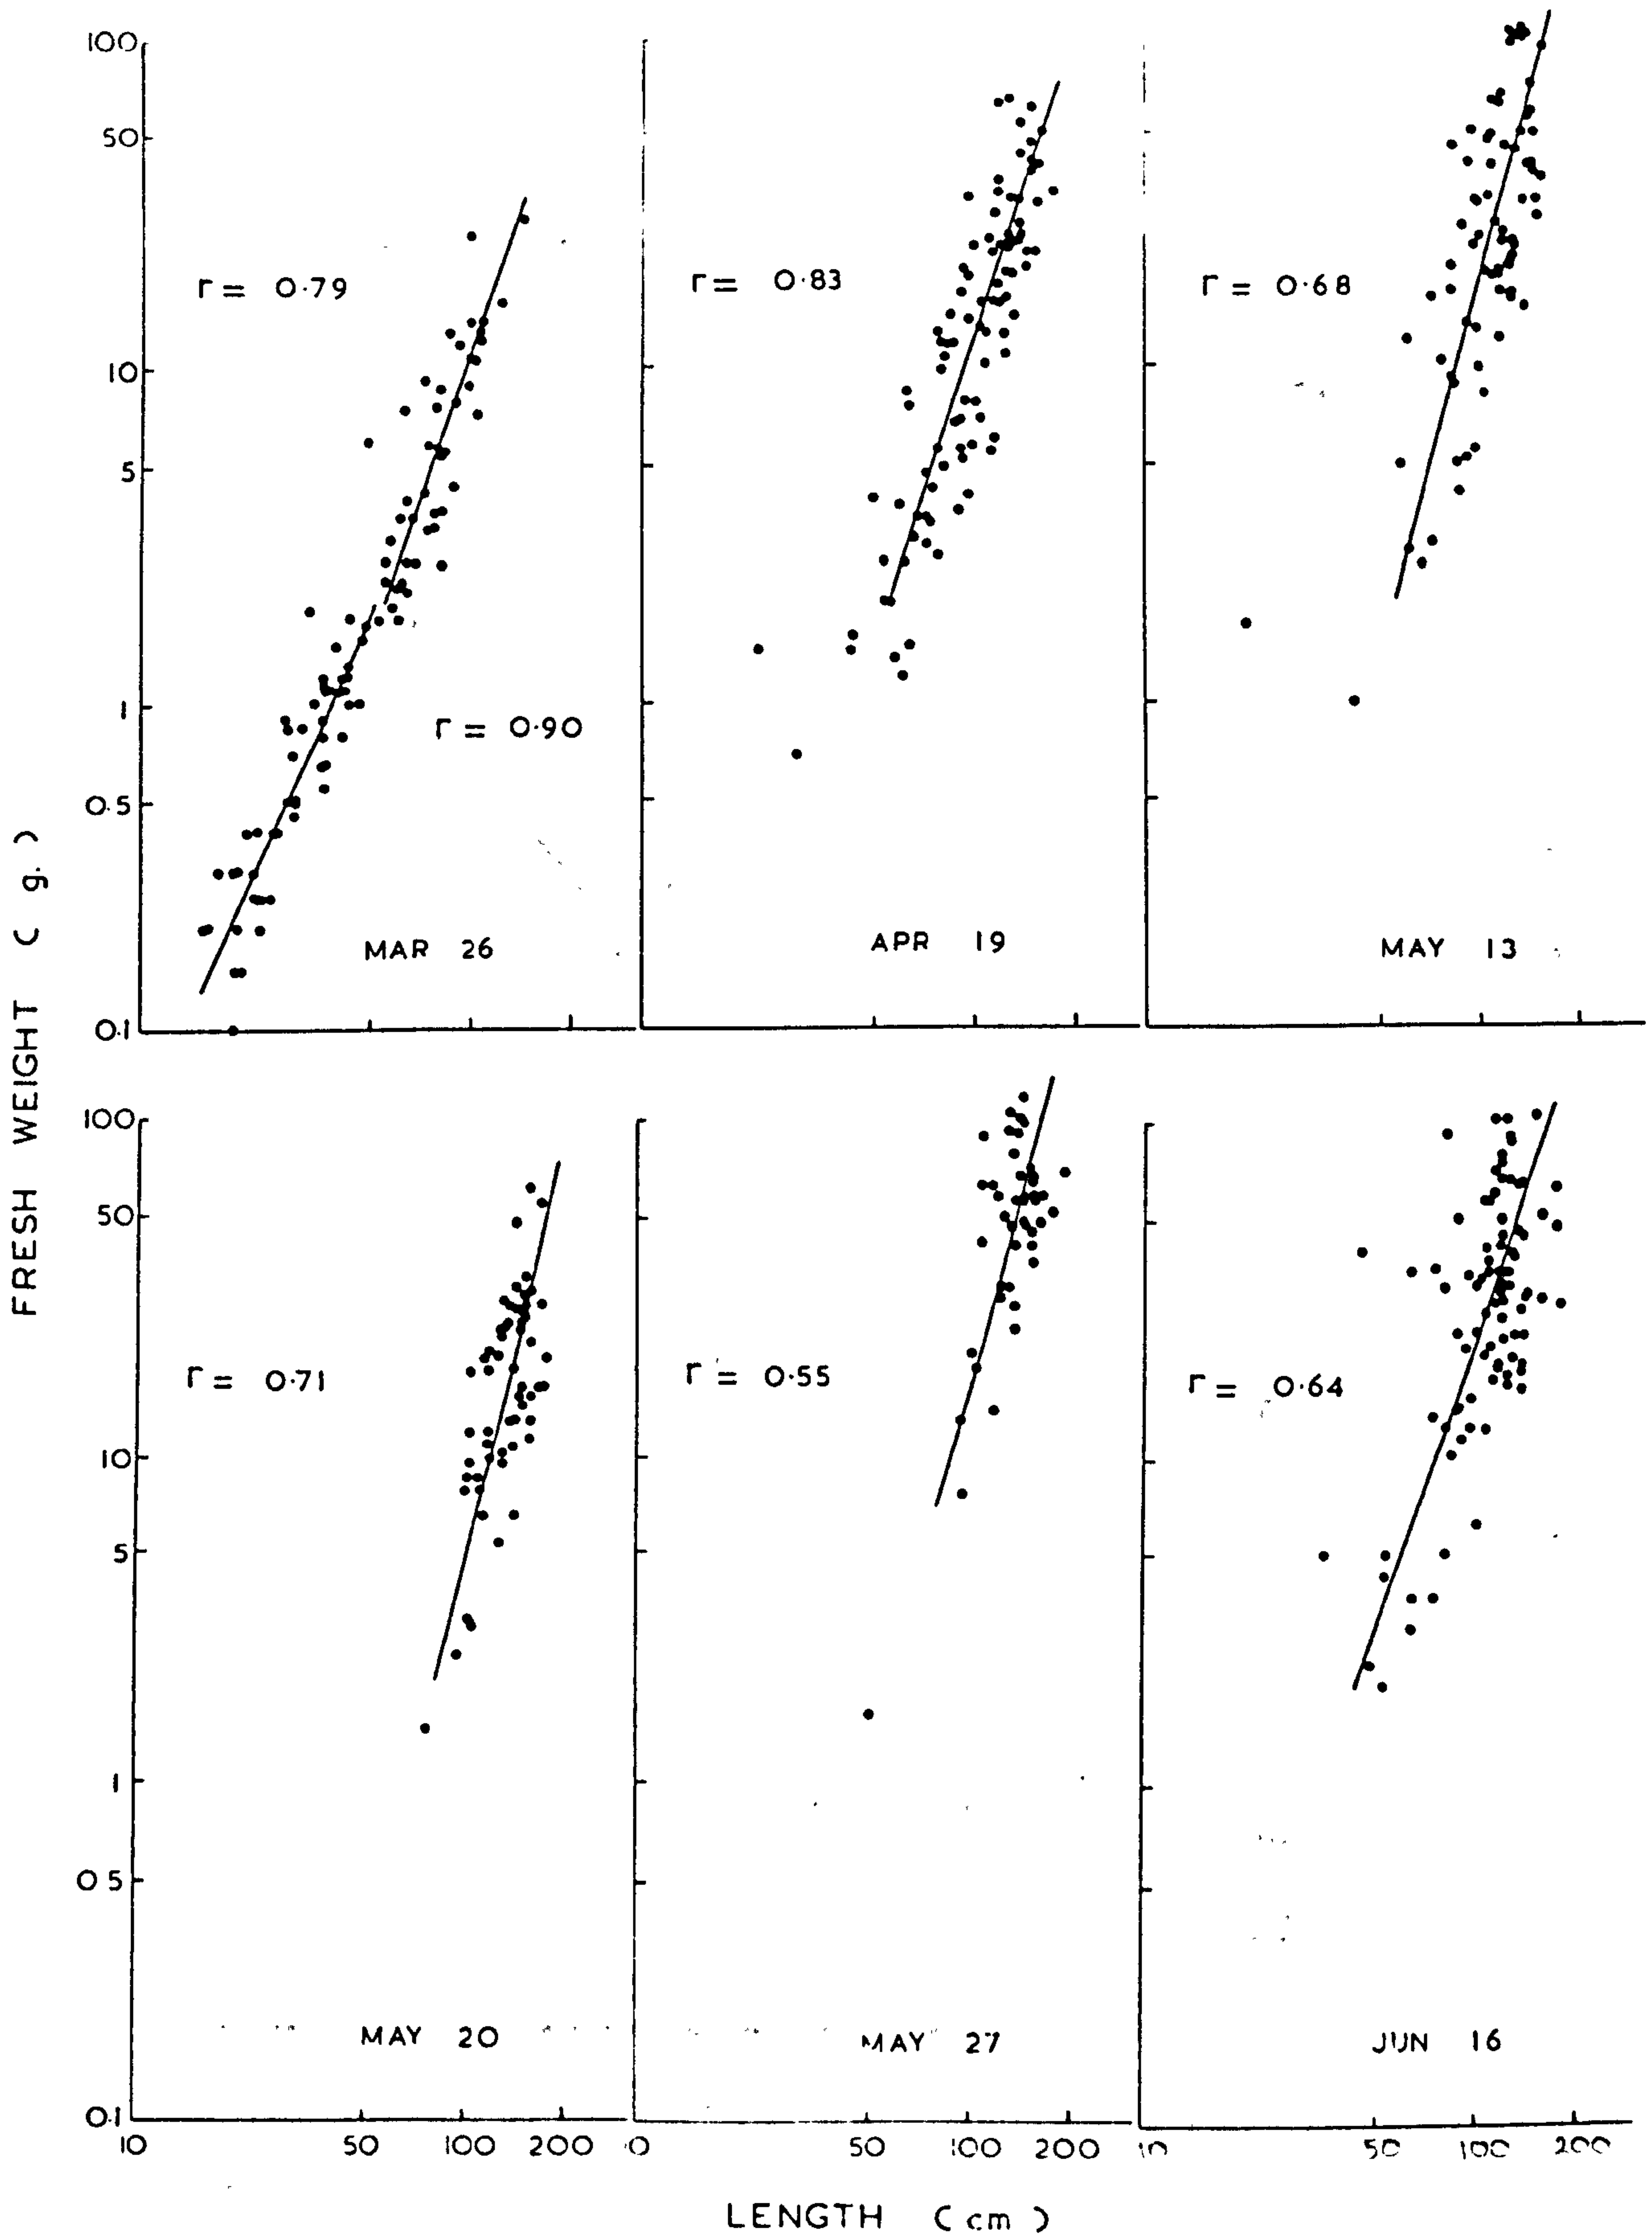 100
50
10
5
1
0.5
0.1
r = 0.79
r = 0.90
MAR 26
r = 0.83
APR 19
r = 0.68
MAY 13
FRESH WEIGHT ( g. )
100
50
10
5
1
0 5
0.1
r = 0.71
MAY 20
r = 0.55
MAY 27
r = 0.64
JUN 16
10 50 100 200
50 100 200
10 50 100 200
LENGTH ( cm )